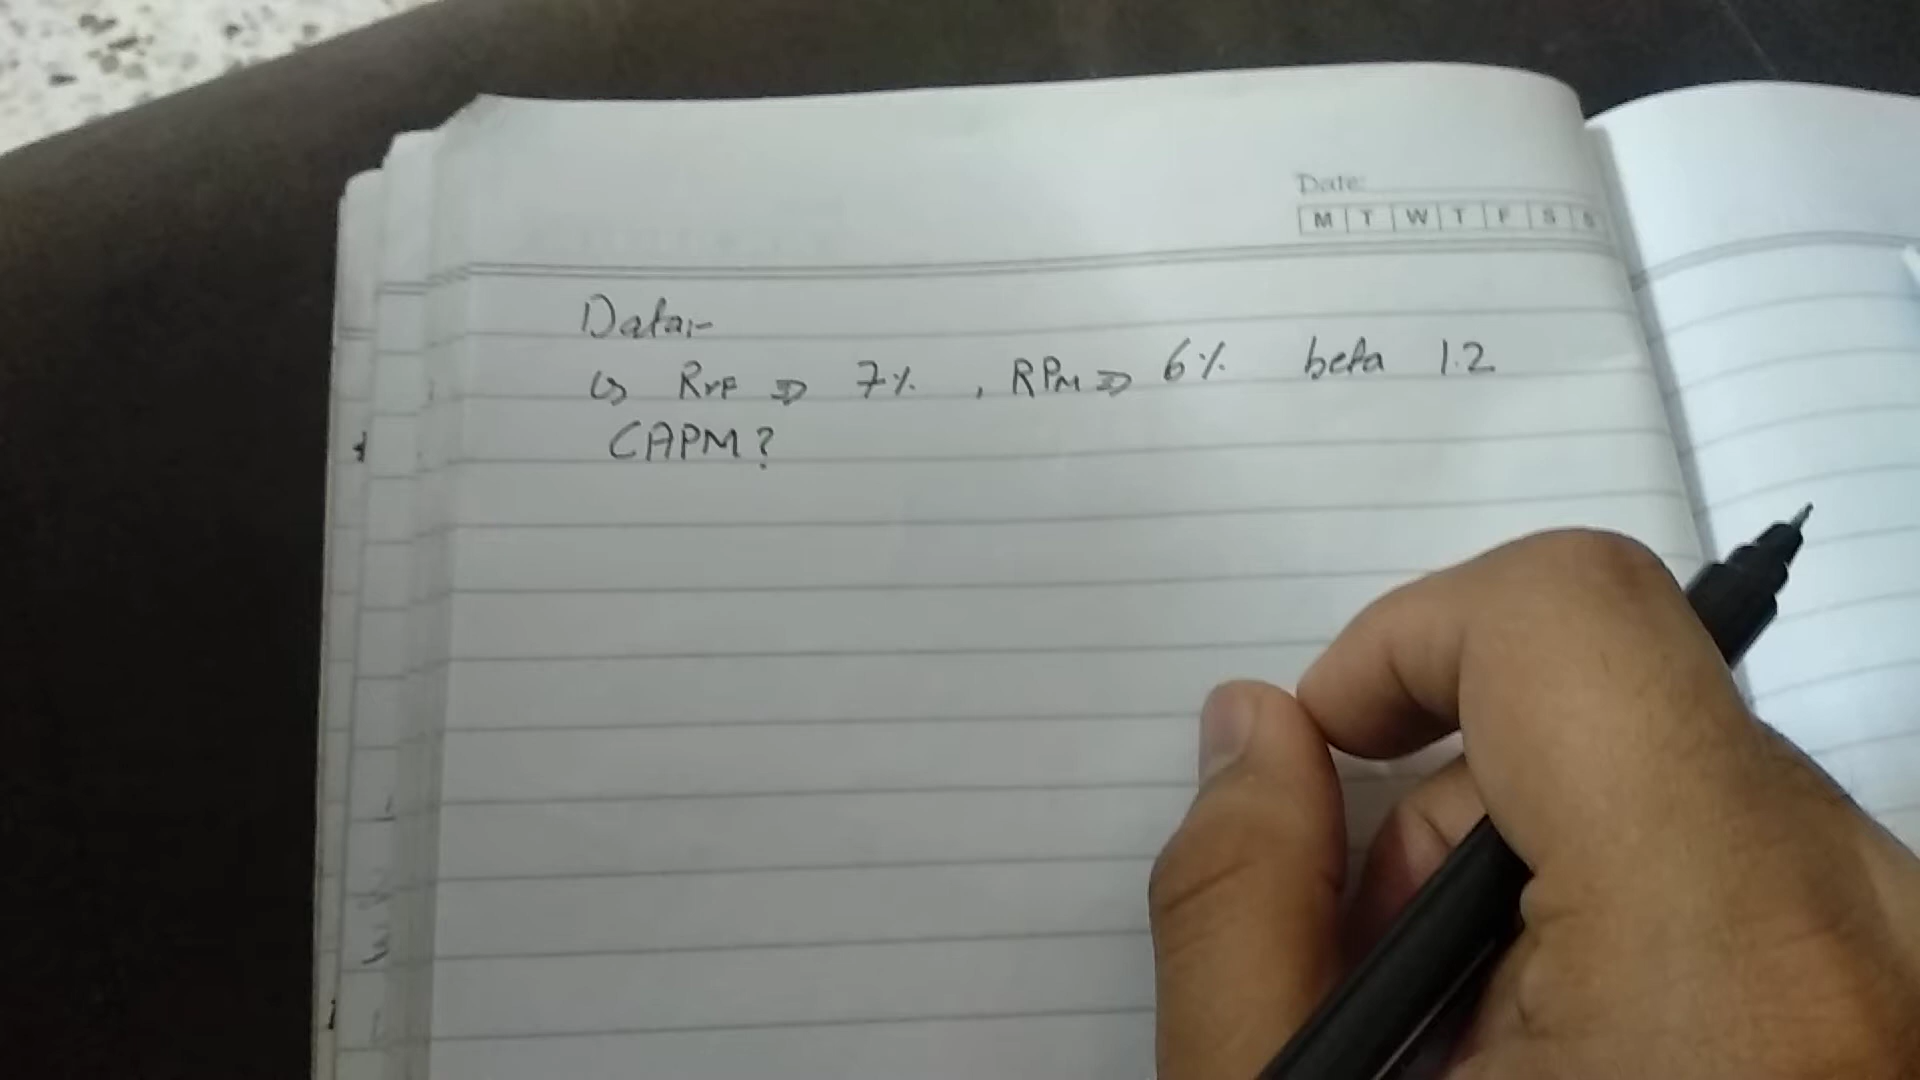 Date:
M T W T F S S
Data:-
↳ RrF ⇒ 7% , RPM ⇒ 6% beta 1.2
CAPM?